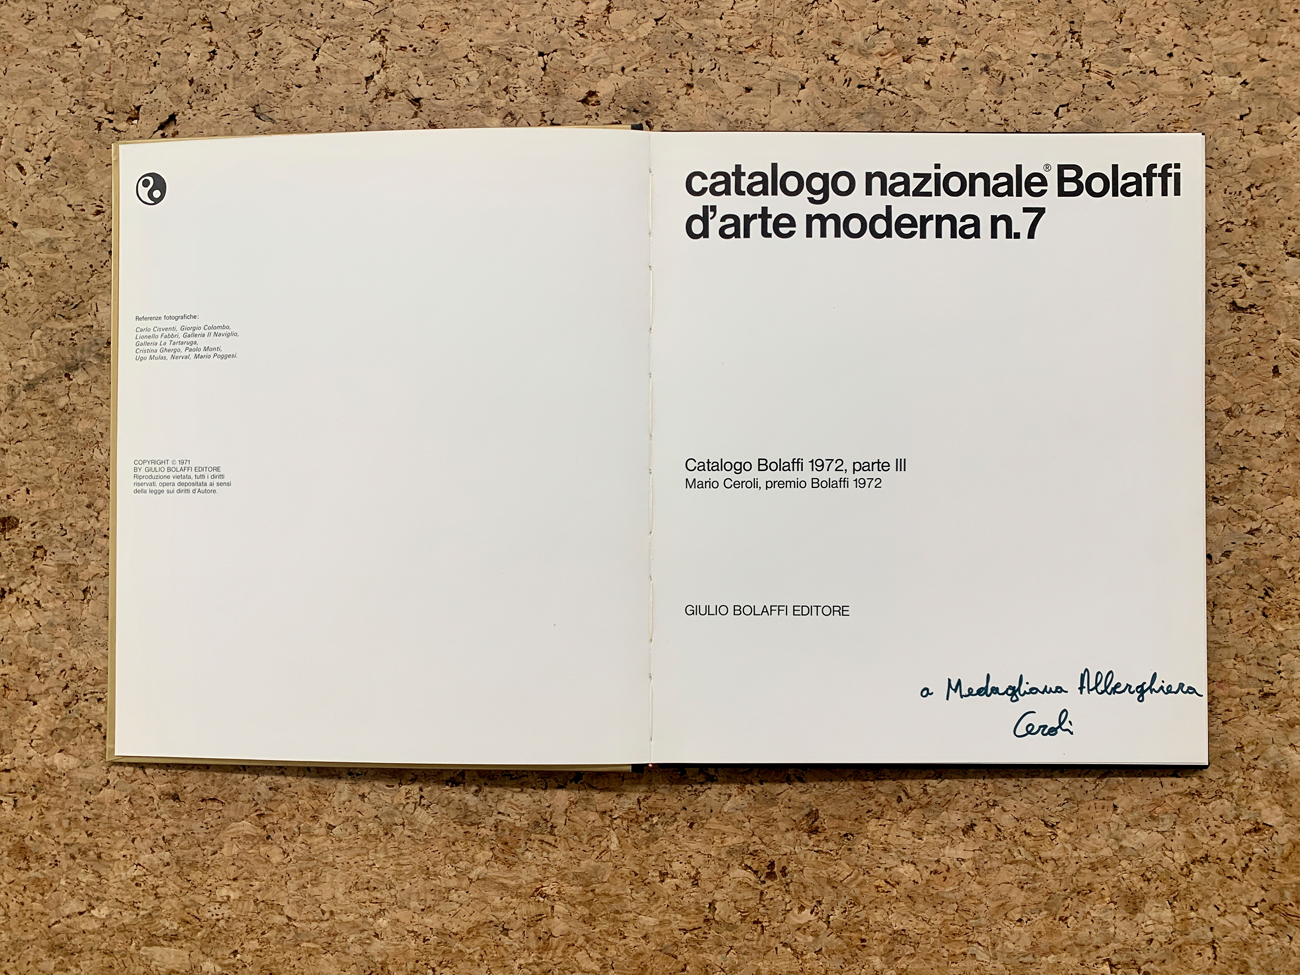 Referenze fotografiche:
Carlo Cisventi, Giorgio Colombo,
Lionello Fabbri, Galleria Il Naviglio,
Galleria La Tartaruga,
Cristina Ghergo, Paolo Monti,
Ugo Mulas, Nerval, Mario Poggesi.
COPYRIGHT © 1971
BY GIULIO BOLAFFI EDITORE
Riproduzione vietata, tutti i diritti
riservati. opera depositata ai sensi
della legge sui diritti d'Autore.
catalogo nazionale® Bolaffi
d'arte moderna n.7
Catalogo Bolaffi 1972, parte III
Mario Ceroli, premio Bolaffi 1972
GIULIO BOLAFFI EDITORE
a Medagliana Alberghiera
Ceroli